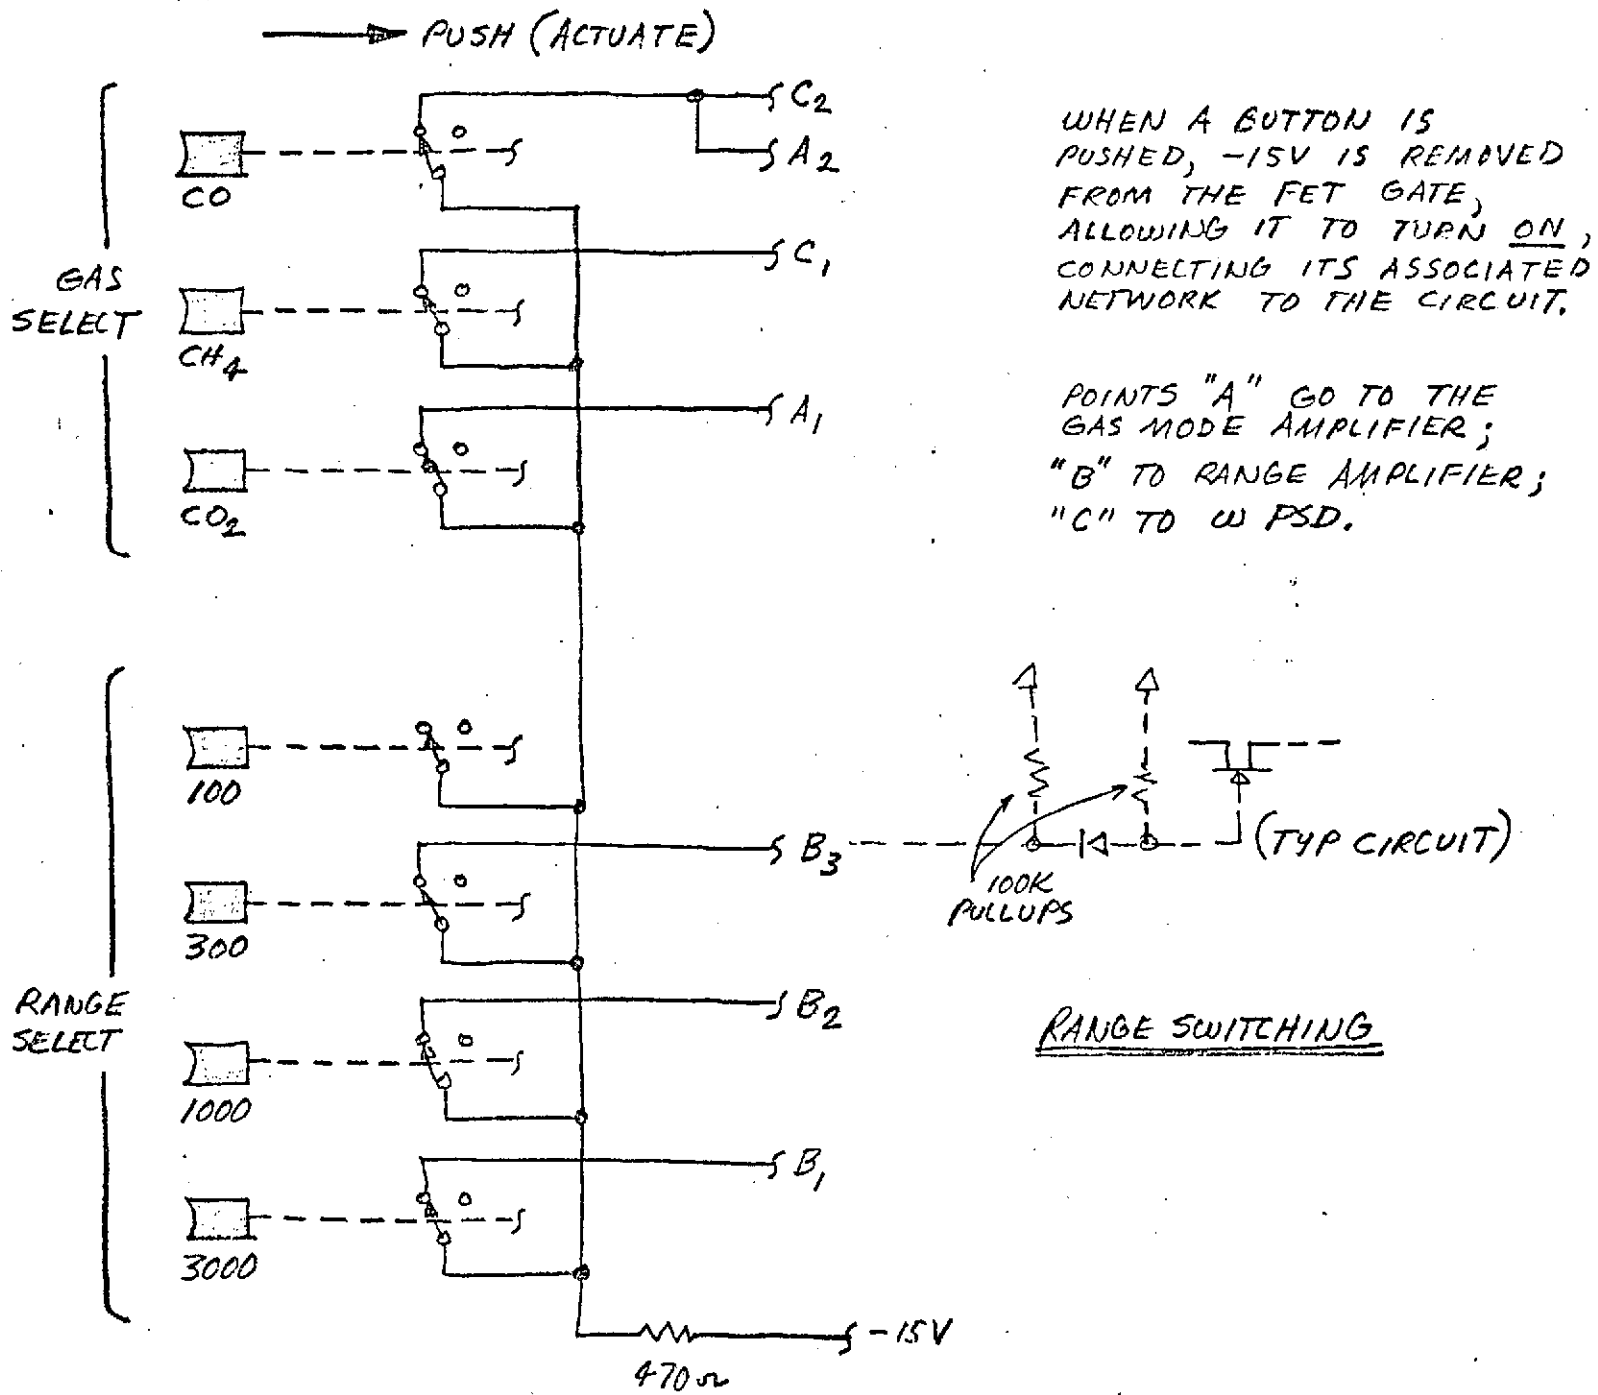 PUSH (ACTUATE)
C2
A2
CO
C1
GAS
SELECT
CH4
A1
CO2
WHEN A BUTTON IS
PUSHED, -15V IS REMOVED
FROM THE FET GATE,
ALLOWING IT TO TURN ON,
CONNECTING ITS ASSOCIATED
NETWORK TO THE CIRCUIT.
POINTS "A" GO TO THE
GAS MODE AMPLIFIER;
"B" TO RANGE AMPLIFIER;
"C" TO ω PSD.
100
B3
(TYP CIRCUIT)
100K
PULLUPS
300
RANGE
SELECT
B2
1000
B1
3000
-15V
470Ω
RANGE SWITCHING